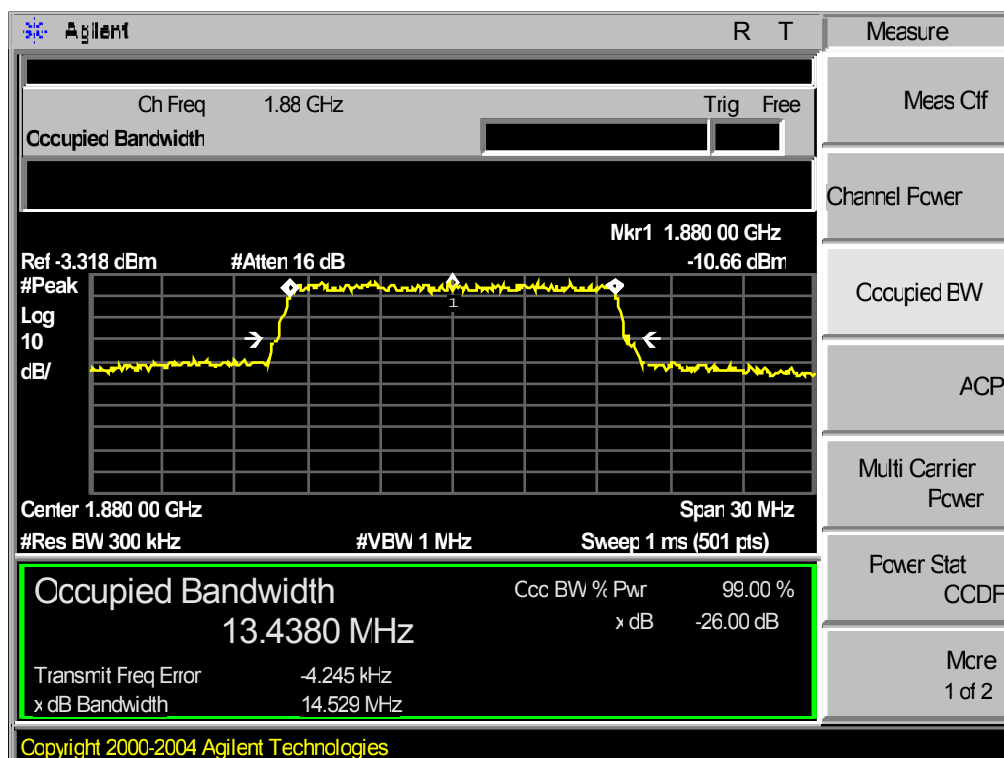 Agilent R T Measure
Ch Freq 1.88 GHz Trig Free
Occupied Bandwidth
Meas Off
Channel Power
Occupied BW
ACP
Multi Carrier
Power
Power Stat
CCDF
More
1 of 2
Mkr1 1.880 00 GHz
Ref -3.318 dBm #Atten 16 dB -10.66 dBm
#Peak
Log
10
dB/
1
Center 1.880 00 GHz Span 30 MHz
#Res BW 300 kHz #VBW 1 MHz Sweep 1 ms (501 pts)
Occupied Bandwidth Occ BW % Pwr 99.00 %
13.4380 MHz x dB -26.00 dB
Transmit Freq Error -4.245 kHz
x dB Bandwidth 14.529 MHz
Copyright 2000-2004 Agilent Technologies